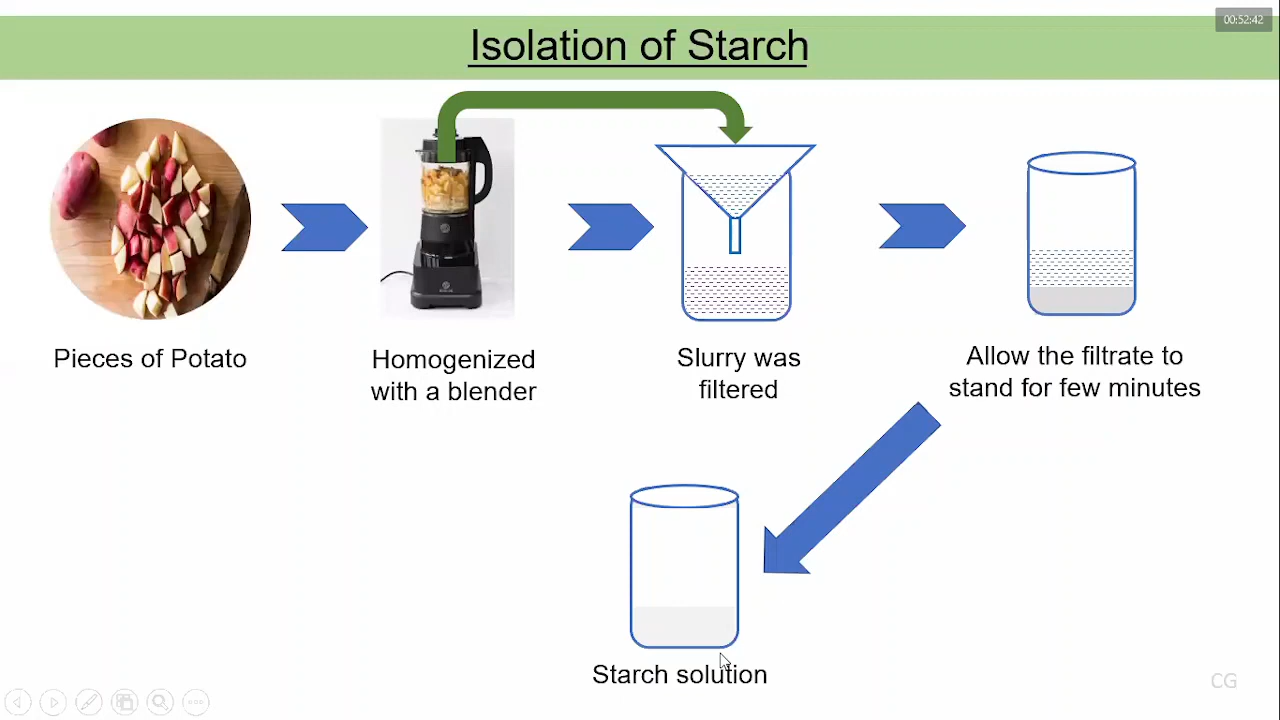 00:52:42
Isolation of Starch
Pieces of Potato
Homogenized
with a blender
Slurry was
filtered
Allow the filtrate to
stand for few minutes
Starch solution
CG